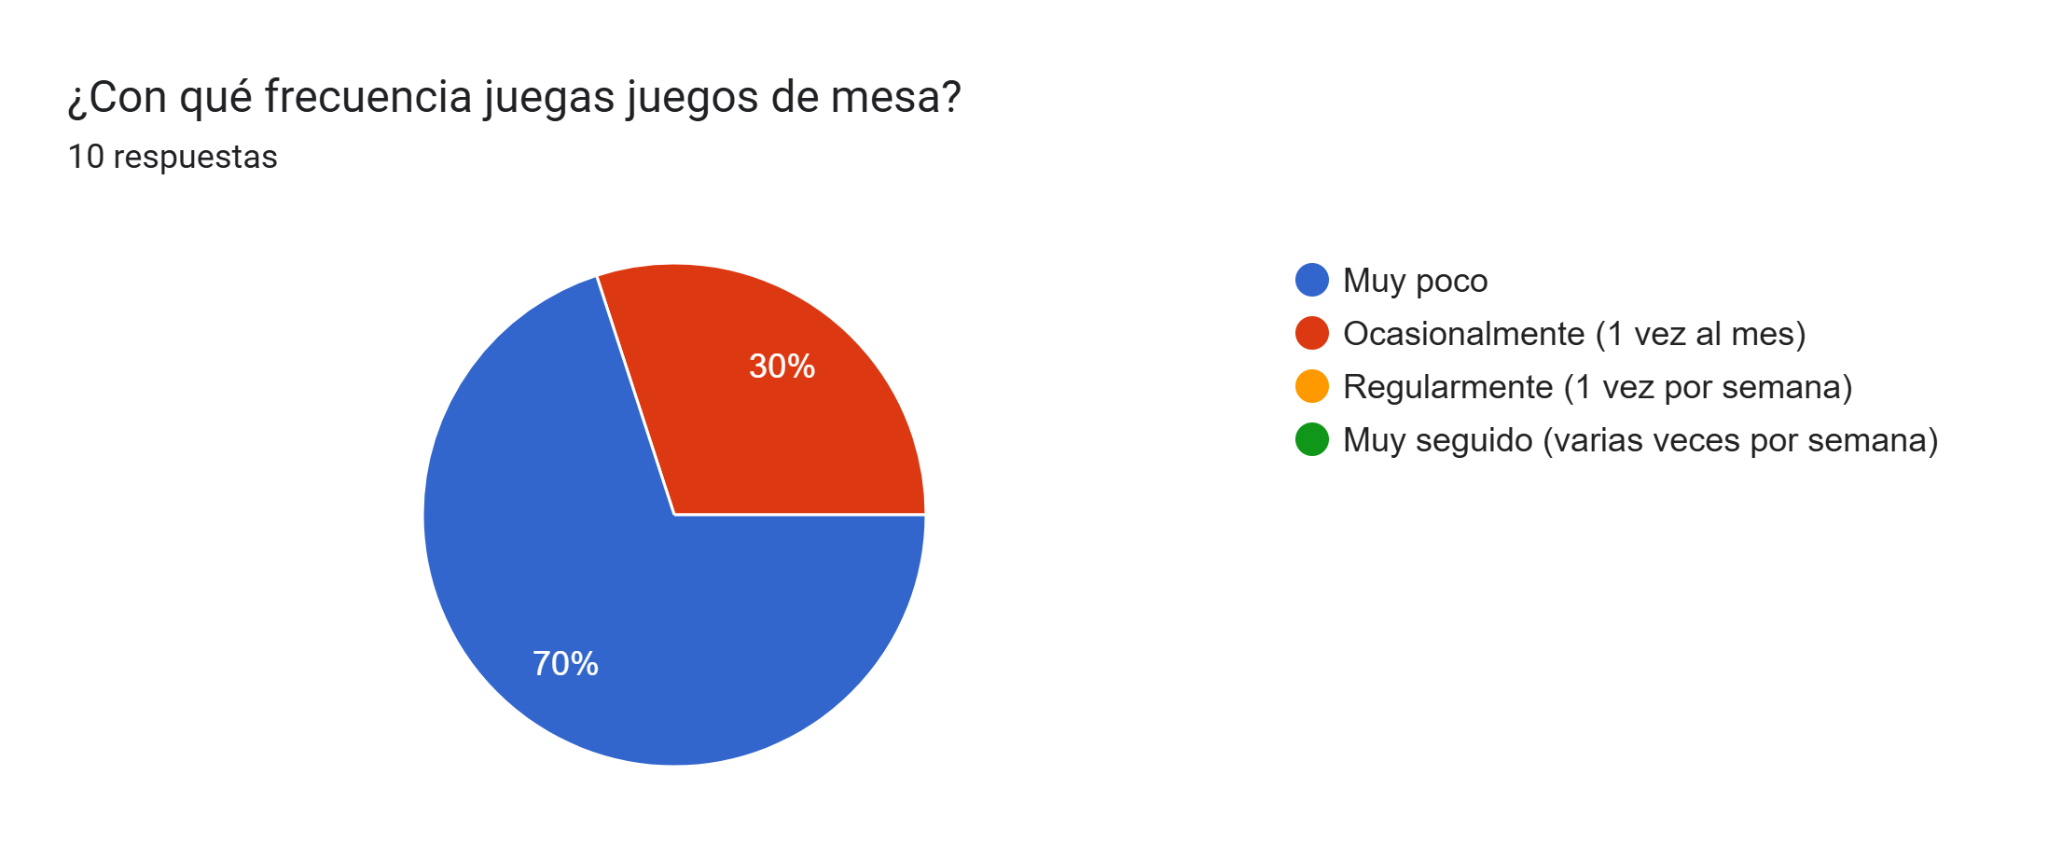 ¿Con qué frecuencia juegas juegos de mesa?
10 respuestas
30%
70%
Muy poco
Ocasionalmente (1 vez al mes)
Regularmente (1 vez por semana)
Muy seguido (varias veces por semana)